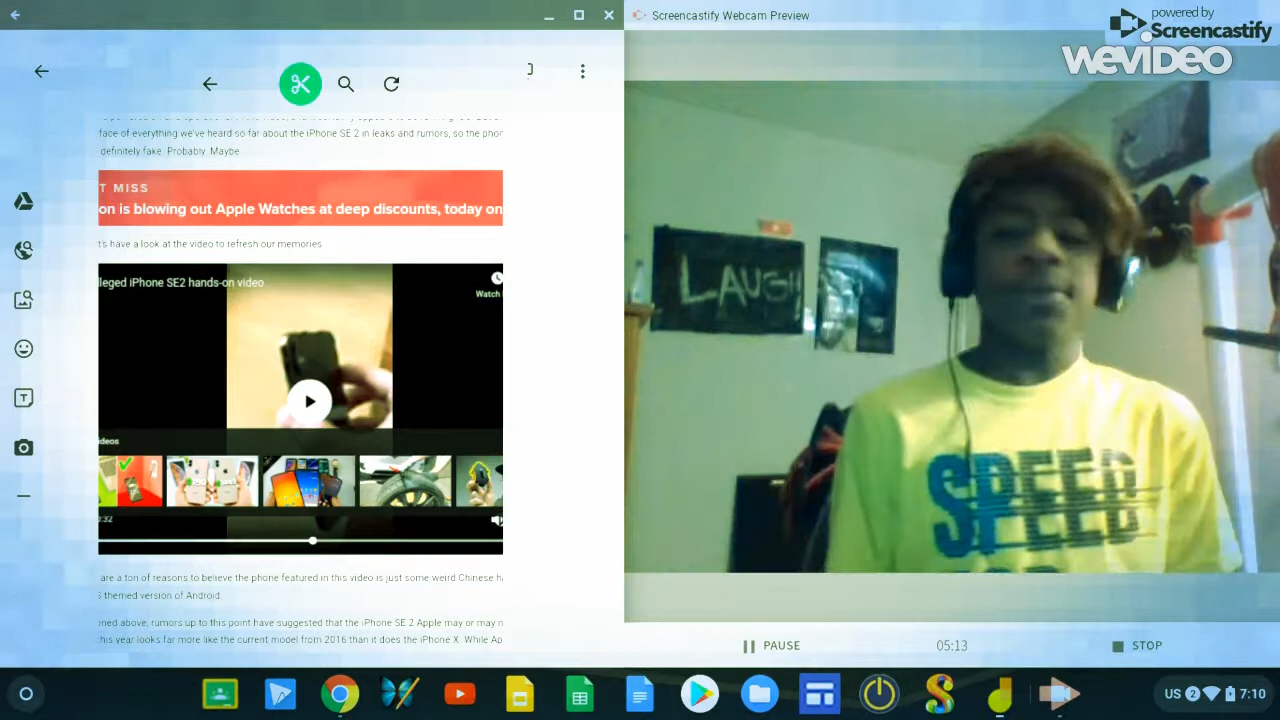 Screencastify Webcam Preview
powered by
Screencastify
WEVIDEO
face of everything we've heard so far about the iPhone SE 2 in leaks and rumors, so the phon
definitely fake. Probably. Maybe
T MISS
on is blowing out Apple Watches at deep discounts, today on
t's have a look at the video to refresh our memories
lleged iPhone SE2 hands-on video
Watch
ideos
:32
LAUGH
SPEED
are a ton of reasons to believe the phone featured in this video is just some weird Chinese
S themed version of Android.
oned above, rumors up to this point have suggested that the iPhone SE 2 Apple may or may n
this year looks far more like the current model from 2016 than it does the iPhone X. While Ap
PAUSE
05:13
STOP
US 2 7:10